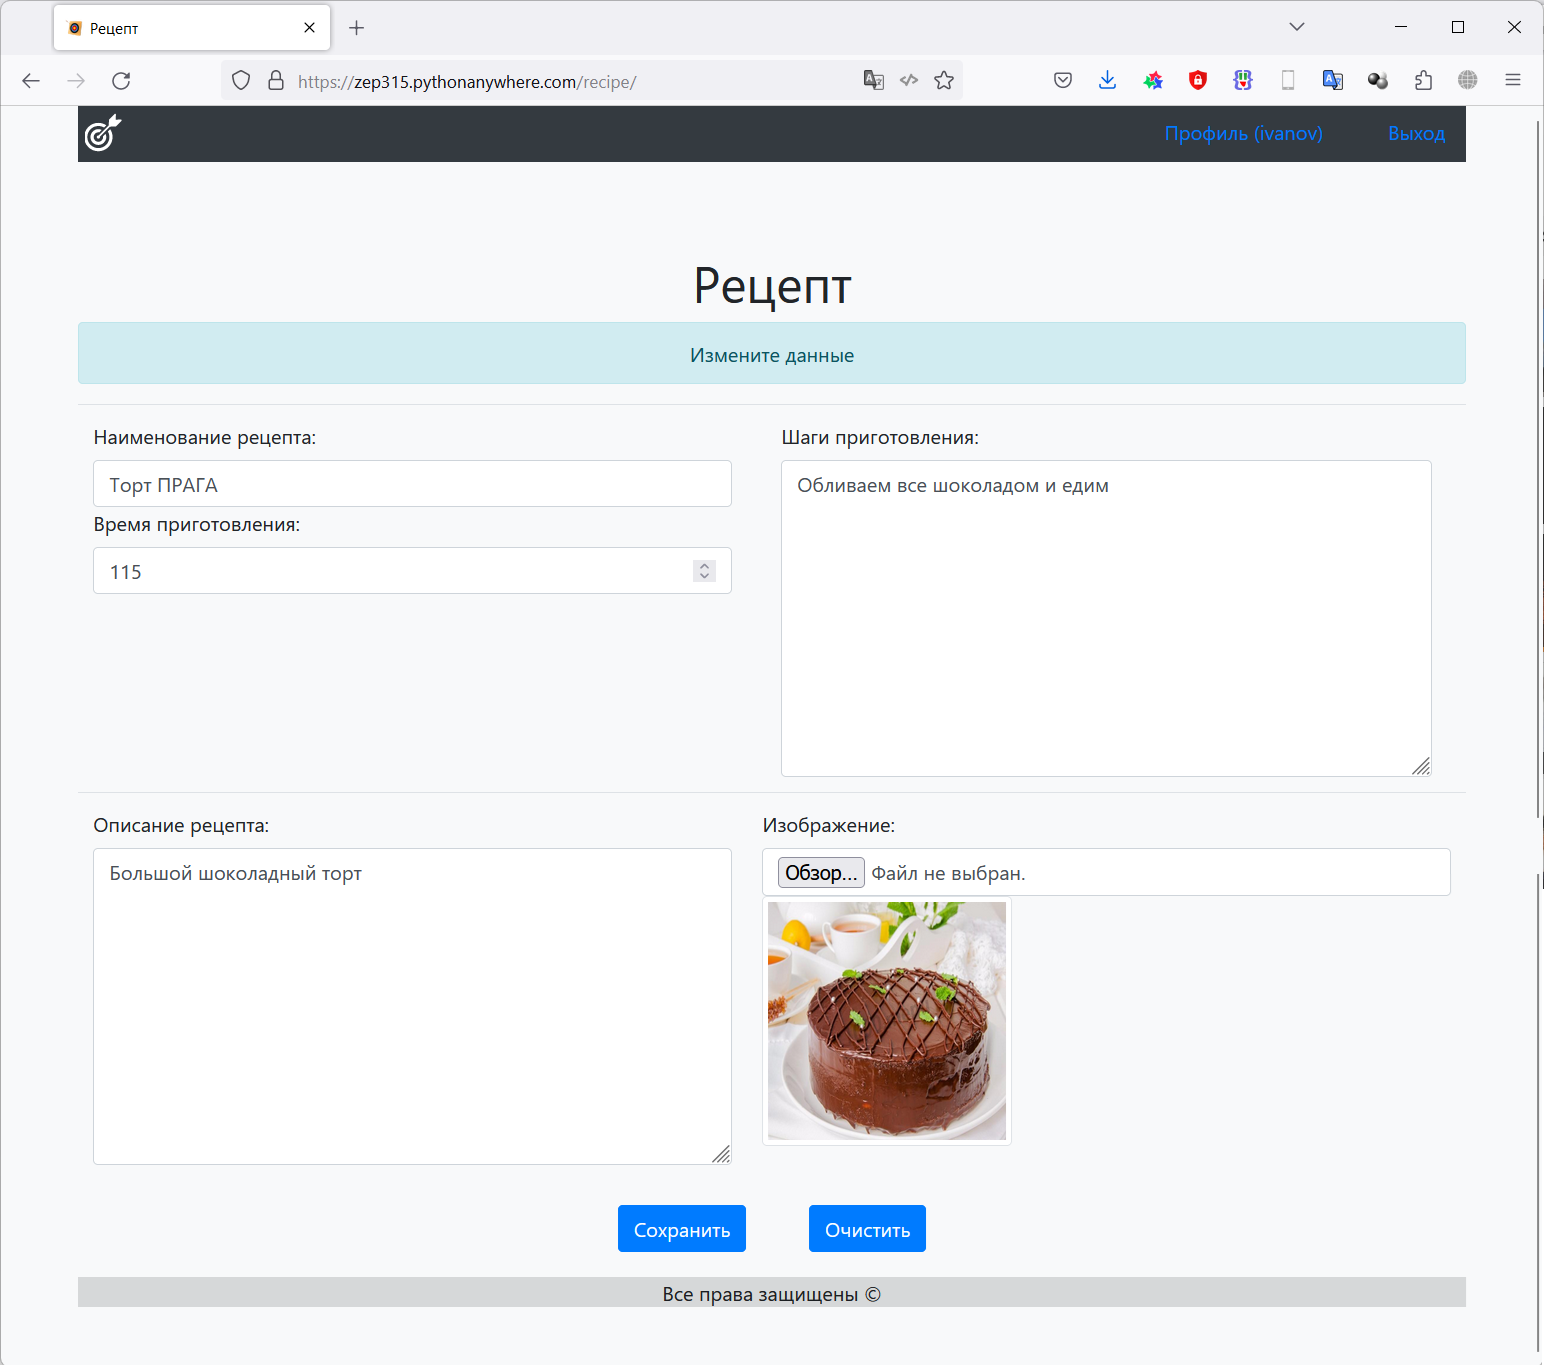 Рецепт
https://zep315.pythonanywhere.com/recipe/
Профиль (ivanov) Выход
Рецепт
Измените данные
Наименование рецепта:
Торт ПРАГА
Время приготовления:
115
Шаги приготовления:
Обливаем все шоколадом и едим
Описание рецепта:
Большой шоколадный торт
Изображение:
Обзор... Файл не выбран.
Сохранить Очистить
Все права защищены ©